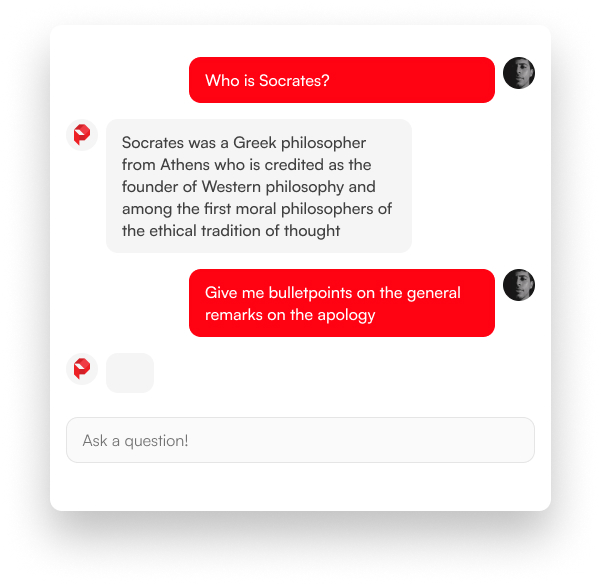 Who is Socrates?
Socrates was a Greek philosopher
from Athens who is credited as the
founder of Western philosophy and
among the first moral philosophers of
the ethical tradition of thought
Give me bulletpoints on the general
remarks on the apology
Ask a question!